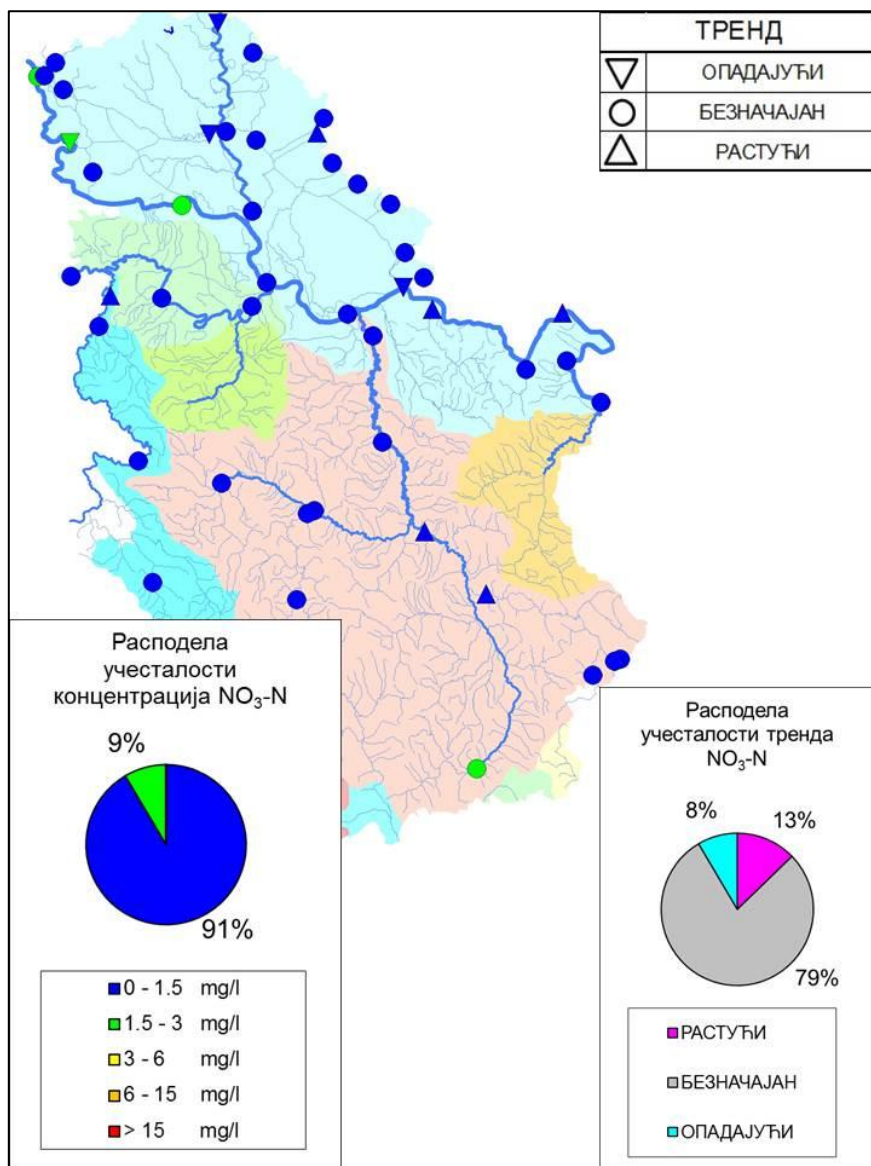 ТРЕНД
ОПАДАЈУЋИ
БЕЗНАЧАЈАН
РАСТУЋИ
Расподела
учесталости
концентрација NO₃-N
9%
91%
0 - 1.5 mg/l
1.5 - 3 mg/l
3 - 6 mg/l
6 - 15 mg/l
> 15 mg/l
Расподела
учесталости тренда
NO₃-N
8%
13%
79%
РАСТУЋИ
БЕЗНАЧАЈАН
ОПАДАЈУЋИ